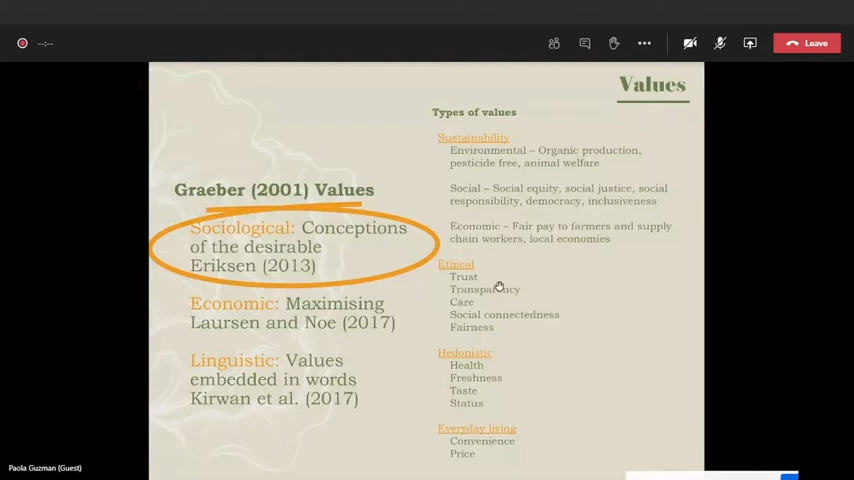 --:--
Leave
Values
Types of values
Sustainability
Environmental – Organic production,
pesticide free, animal welfare
Social – Social equity, social justice, social
responsibility, democracy, inclusiveness
Economic – Fair pay to farmers and supply
chain workers, local economies
Ethical
Trust
Transparency
Care
Social connectedness
Fairness
Hedonistic
Health
Freshness
Taste
Status
Everyday living
Convenience
Price
Graeber (2001) Values
Sociological: Conceptions
of the desirable
Eriksen (2013)
Economic: Maximising
Laursen and Noe (2017)
Linguistic: Values
embedded in words
Kirwan et al. (2017)
Paola Guzman (Guest)